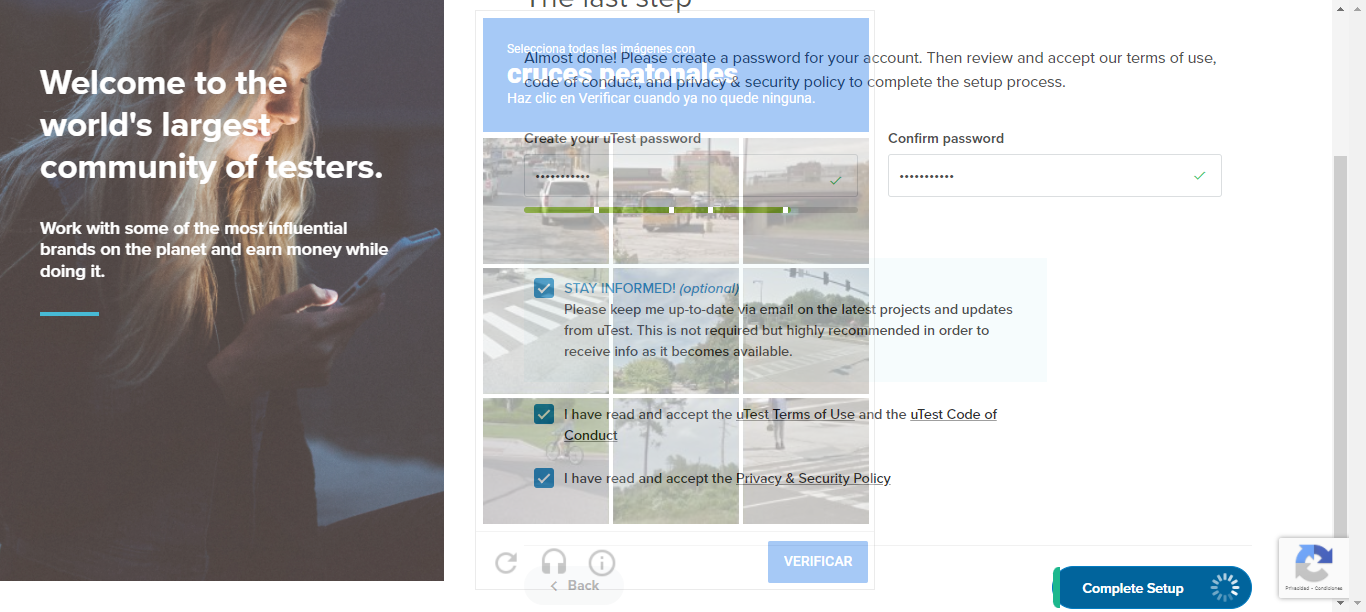 The last step
Welcome to the
world's largest
community of testers.
Work with some of the most influential
brands on the planet and earn money while
doing it.
Selecciona todas las imágenes con
cruces peatonales
Haz clic en Verificar cuando ya no quede ninguna.
Almost done! Please create a password for your account. Then review and accept our terms of use,
code of conduct, and privacy & security policy to complete the setup process.
Create your uTest password
Confirm password
•••••••••••
•••••••••••
STAY INFORMED! (optional)
Please keep me up-to-date via email on the latest projects and updates
from uTest. This is not required but highly recommended in order to
receive info as it becomes available.
I have read and accept the uTest Terms of Use and the uTest Code of
Conduct
I have read and accept the Privacy & Security Policy
VERIFICAR
Back
Complete Setup
Privacidad - Condiciones